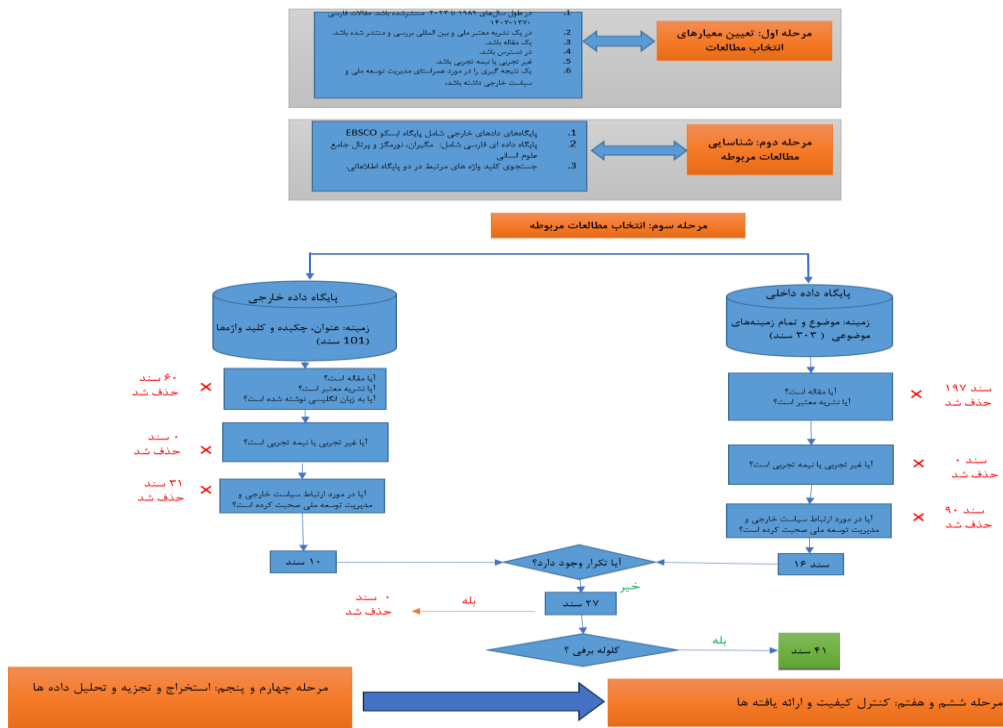 مرحله اول: تعیین معیارهای
انتخاب مطالعات
1. در طول سال‌های ۱۹۸۹ تا ۲۰۲۳ منتشرشده باشد. مقالات فارسی
۱۳۷۰-۱۴۰۳
2. در یک نشریه معتبر ملی و بین المللی بررسی و منتشر شده باشد.
3. یک مقاله باشد.
4. در دسترس باشد.
5. غیر تجربی یا نیمه تجربی باشد.
6. یک نتیجه گیری را در مورد همراستای مدیریت توسعه ملی و
سیاست خارجی داشته باشد.
مرحله دوم: شناسایی
مطالعات مربوطه
1. پایگاه‌های دادهای خارجی شامل پایگاه ابسکو EBSCO
2. پایگاه داده ای فارسی شامل: مگیران، نورمگز و پرتال جامع
علوم انسانی
3. جستجوی کلید واژه های مرتبط در دو پایگاه اطلاعاتی.
مرحله سوم: انتخاب مطالعات مربوطه
پایگاه داده داخلی
زمینه: موضوع و تمام زمینه‌های
موضوعی ( ۳۰۳ سند)
پایگاه داده خارجی
زمینه: عنوان، چکیده و کلید واژه‌ها
(101 سند)
آیا مقاله است؟
آیا نشریه معتبر است؟
۱۹۷ سند
حذف شد
آیا مقاله است؟
آیا نشریه معتبر است؟
آیا به زبان انگلیسی نوشته شده است؟
۶۰ سند
حذف شد
آیا غیر تجربی یا نیمه تجربی است؟
۰ سند
حذف شد
آیا غیر تجربی یا نیمه تجربی است؟
۰ سند
حذف شد
آیا در مورد ارتباط سیاست خارجی و
مدیریت توسعه ملی صحبت کرده است؟
۹۰ سند
حذف شد
آیا در مورد ارتباط سیاست خارجی و
مدیریت توسعه ملی صحبت کرده است؟
۳۱ سند
حذف شد
۱۶ سند
آیا تکرار وجود دارد؟
۱۰ سند
خیر
۲۷ سند
بله
۰ سند
حذف شد
گلوله برفی ؟
بله
۴۱ سند
مرحله چهارم و پنجم: استخراج و تجزیه و تحلیل داده ها
مرحله ششم و هفتم: کنترل کیفیت و ارائه یافته ها